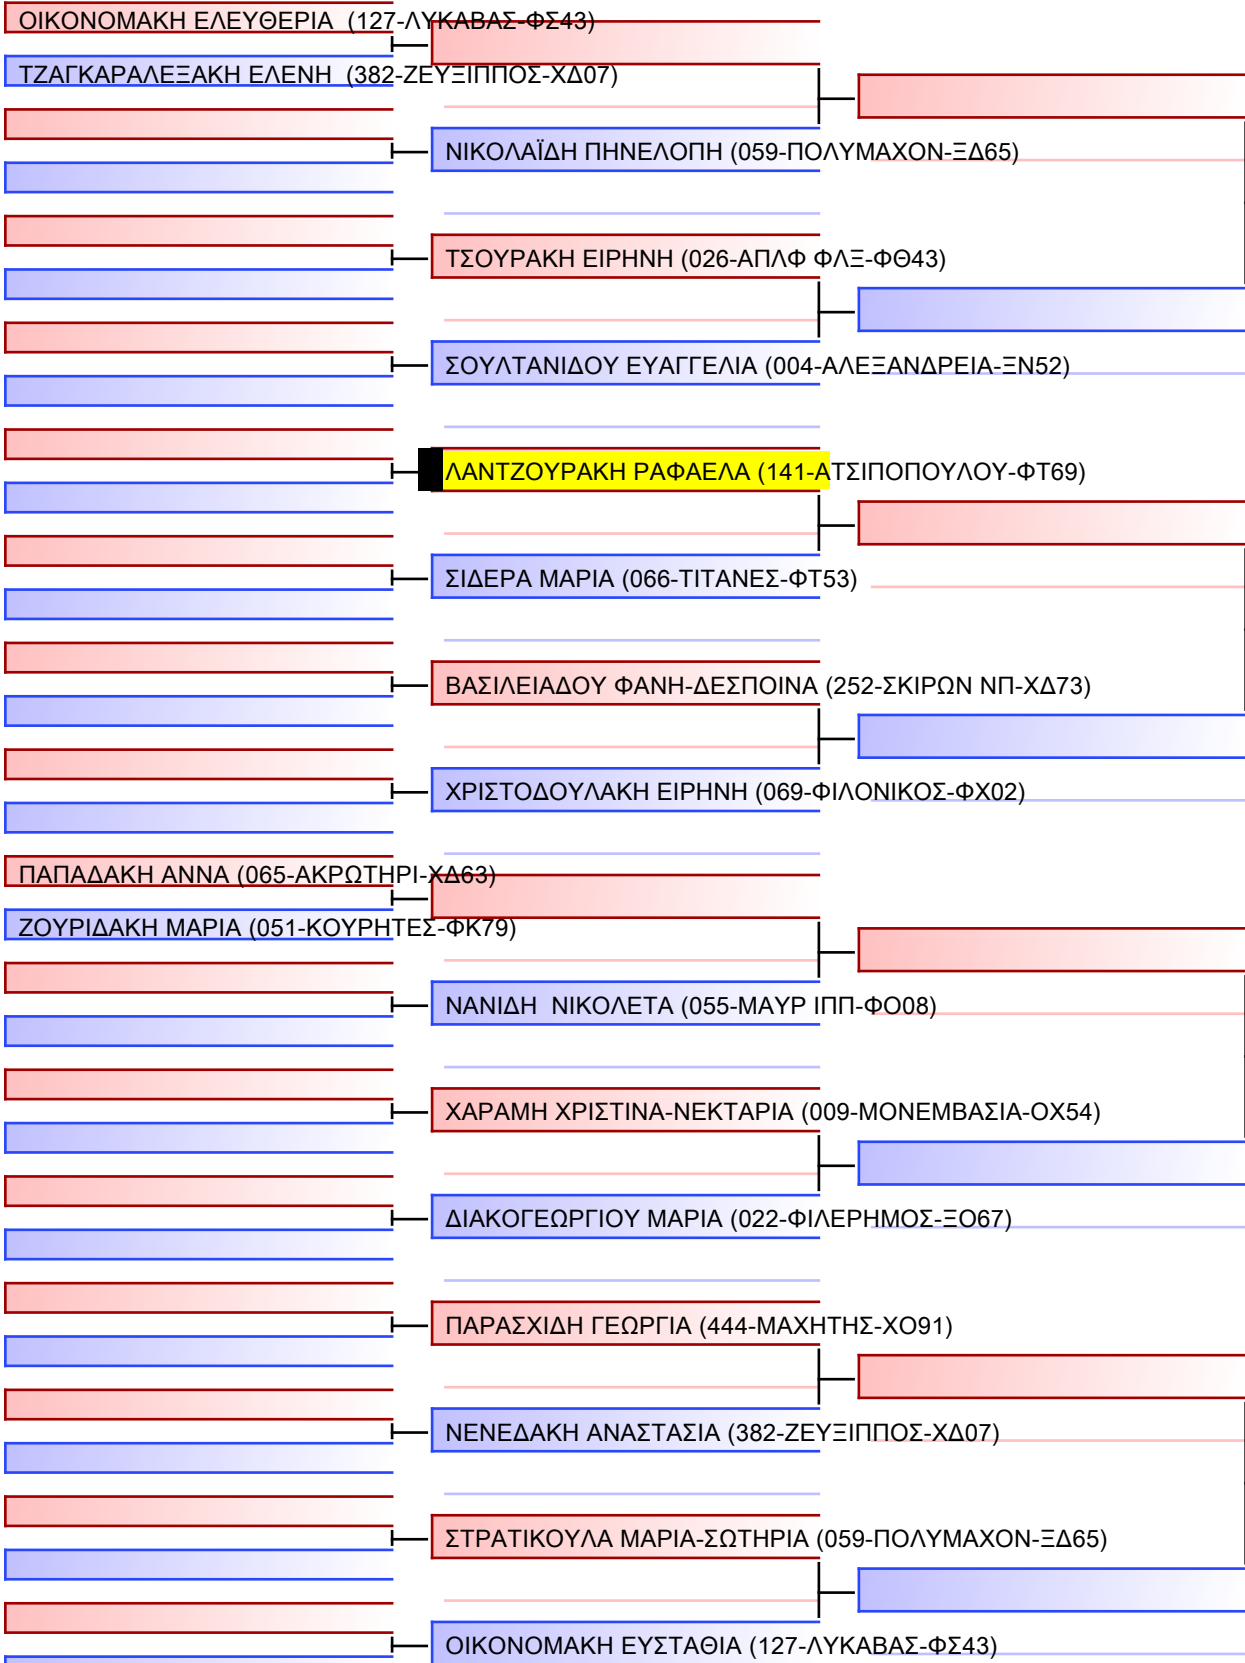 ΟΙΚΟΝΟΜΑΚΗ ΕΛΕΥΘΕΡΙΑ (127-ΛΥΚΑΒΑΣ-ΦΣ43)
ΤΖΑΓΚΑΡΑΛΕΞΑΚΗ ΕΛΕΝΗ (382-ΖΕΥΞΙΠΠΟΣ-ΧΔ07)
ΝΙΚΟΛΑΪΔΗ ΠΗΝΕΛΟΠΗ (059-ΠΟΛΥΜΑΧΟΝ-ΞΔ65)
ΤΣΟΥΡΑΚΗ ΕΙΡΗΝΗ (026-ΑΠΛΦ ΦΛΞ-ΦΘ43)
ΣΟΥΛΤΑΝΙΔΟΥ ΕΥΑΓΓΕΛΙΑ (004-ΑΛΕΞΑΝΔΡΕΙΑ-ΞΝ52)
ΛΑΝΤΖΟΥΡΑΚΗ ΡΑΦΑΕΛΑ (141-ΑΤΣΙΠΟΠΟΥΛΟΥ-ΦΤ69)
ΣΙΔΕΡΑ ΜΑΡΙΑ (066-ΤΙΤΑΝΕΣ-ΦΤ53)
ΒΑΣΙΛΕΙΑΔΟΥ ΦΑΝΗ-ΔΕΣΠΟΙΝΑ (252-ΣΚΙΡΩΝ ΝΠ-ΧΔ73)
ΧΡΙΣΤΟΔΟΥΛΑΚΗ ΕΙΡΗΝΗ (069-ΦΙΛΟΝΙΚΟΣ-ΦΧ02)
ΠΑΠΑΔΑΚΗ ΑΝΝΑ (065-ΑΚΡΩΤΗΡΙ-ΧΔ63)
ΖΟΥΡΙΔΑΚΗ ΜΑΡΙΑ (051-ΚΟΥΡΗΤΕΣ-ΦΚ79)
ΝΑΝΙΔΗ ΝΙΚΟΛΕΤΑ (055-ΜΑΥΡ ΙΠΠ-ΦΟ08)
ΧΑΡΑΜΗ ΧΡΙΣΤΙΝΑ-ΝΕΚΤΑΡΙΑ (009-ΜΟΝΕΜΒΑΣΙΑ-ΟΧ54)
ΔΙΑΚΟΓΕΩΡΓΙΟΥ ΜΑΡΙΑ (022-ΦΙΛΕΡΗΜΟΣ-ΞΟ67)
ΠΑΡΑΣΧΙΔΗ ΓΕΩΡΓΙΑ (444-ΜΑΧΗΤΗΣ-ΧΟ91)
ΝΕΝΕΔΑΚΗ ΑΝΑΣΤΑΣΙΑ (382-ΖΕΥΞΙΠΠΟΣ-ΧΔ07)
ΣΤΡΑΤΙΚΟΥΛΑ ΜΑΡΙΑ-ΣΩΤΗΡΙΑ (059-ΠΟΛΥΜΑΧΟΝ-ΞΔ65)
ΟΙΚΟΝΟΜΑΚΗ ΕΥΣΤΑΘΙΑ (127-ΛΥΚΑΒΑΣ-ΦΣ43)